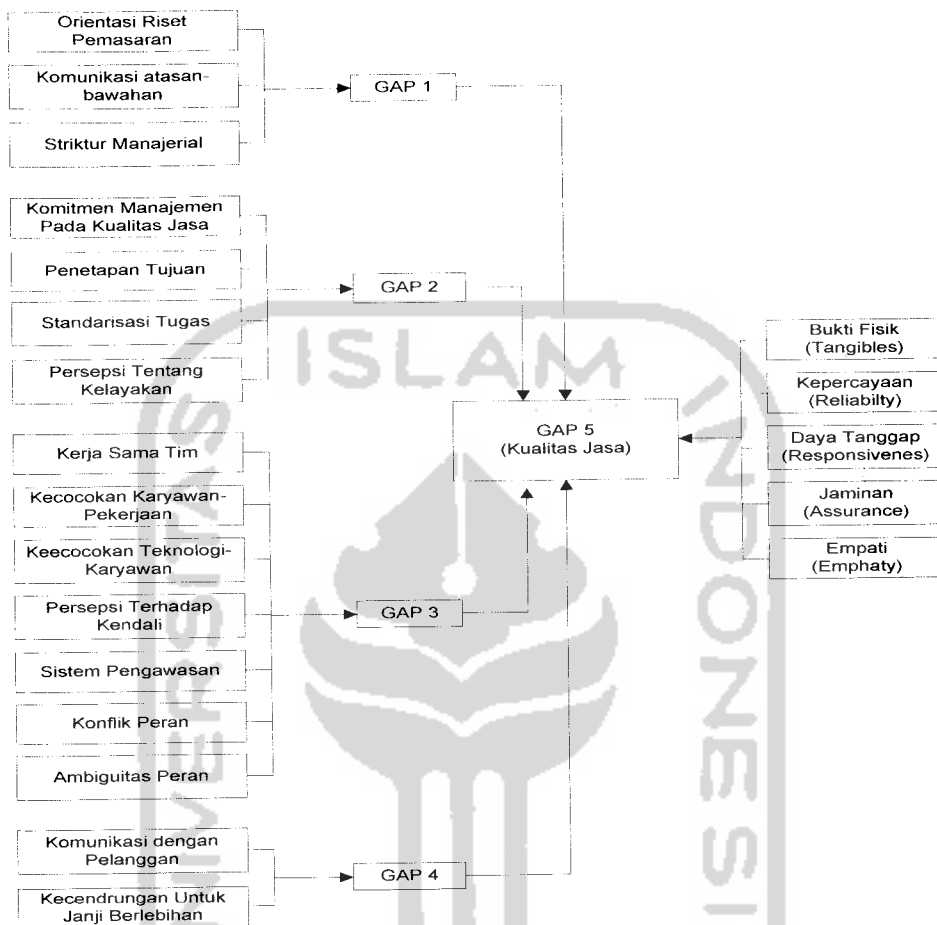 Orientasi Riset
Pemasaran
Komunikasi atasan-
bawahan
Striktur Manajerial
GAP 1
Komitmen Manajemen
Pada Kualitas Jasa
Penetapan Tujuan
Standarisasi Tugas
Persepsi Tentang
Kelayakan
GAP 2
Kerja Sama Tim
Kecocokan Karyawan-
Pekerjaan
Keecocokan Teknologi-
Karyawan
Persepsi Terhadap
Kendali
Sistem Pengawasan
Konflik Peran
Ambiguitas Peran
GAP 3
Komunikasi dengan
Pelanggan
Kecendrungan Untuk
Janji Berlebihan
GAP 4
GAP 5
(Kualitas Jasa)
Bukti Fisik
(Tangibles)
Kepercayaan
(Reliabilty)
Daya Tanggap
(Responsivenes)
Jaminan
(Assurance)
Empati
(Emphaty)
ISLAM